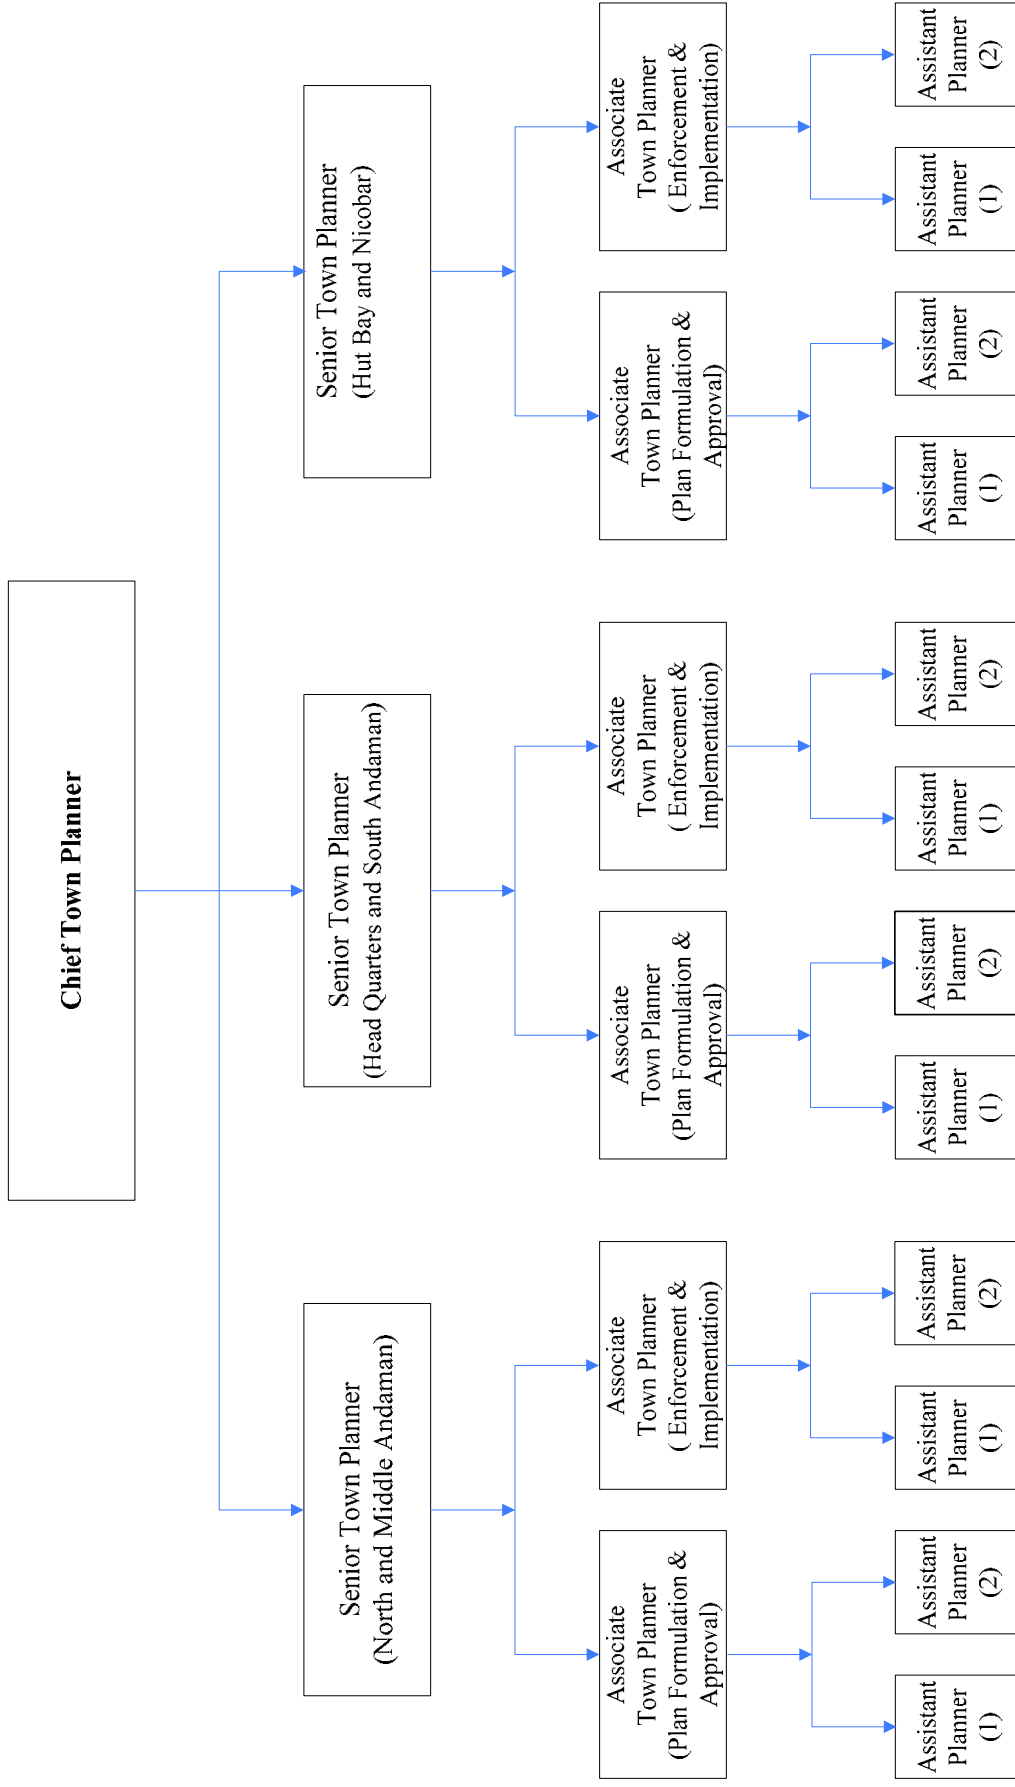 Chief Town Planner
Senior Town Planner
(North and Middle Andaman)
Senior Town Planner
(Head Quarters and South Andaman)
Senior Town Planner
(Hut Bay and Nicobar)
Associate
Town Planner
(Plan Formulation &
Approval)
Associate
Town Planner
( Enforcement &
Implementation)
Associate
Town Planner
(Plan Formulation &
Approval)
Associate
Town Planner
( Enforcement &
Implementation)
Associate
Town Planner
(Plan Formulation &
Approval)
Associate
Town Planner
( Enforcement &
Implementation)
Assistant
Planner
(1)
Assistant
Planner
(2)
Assistant
Planner
(1)
Assistant
Planner
(2)
Assistant
Planner
(1)
Assistant
Planner
(2)
Assistant
Planner
(1)
Assistant
Planner
(2)
Assistant
Planner
(1)
Assistant
Planner
(2)
Assistant
Planner
(1)
Assistant
Planner
(2)